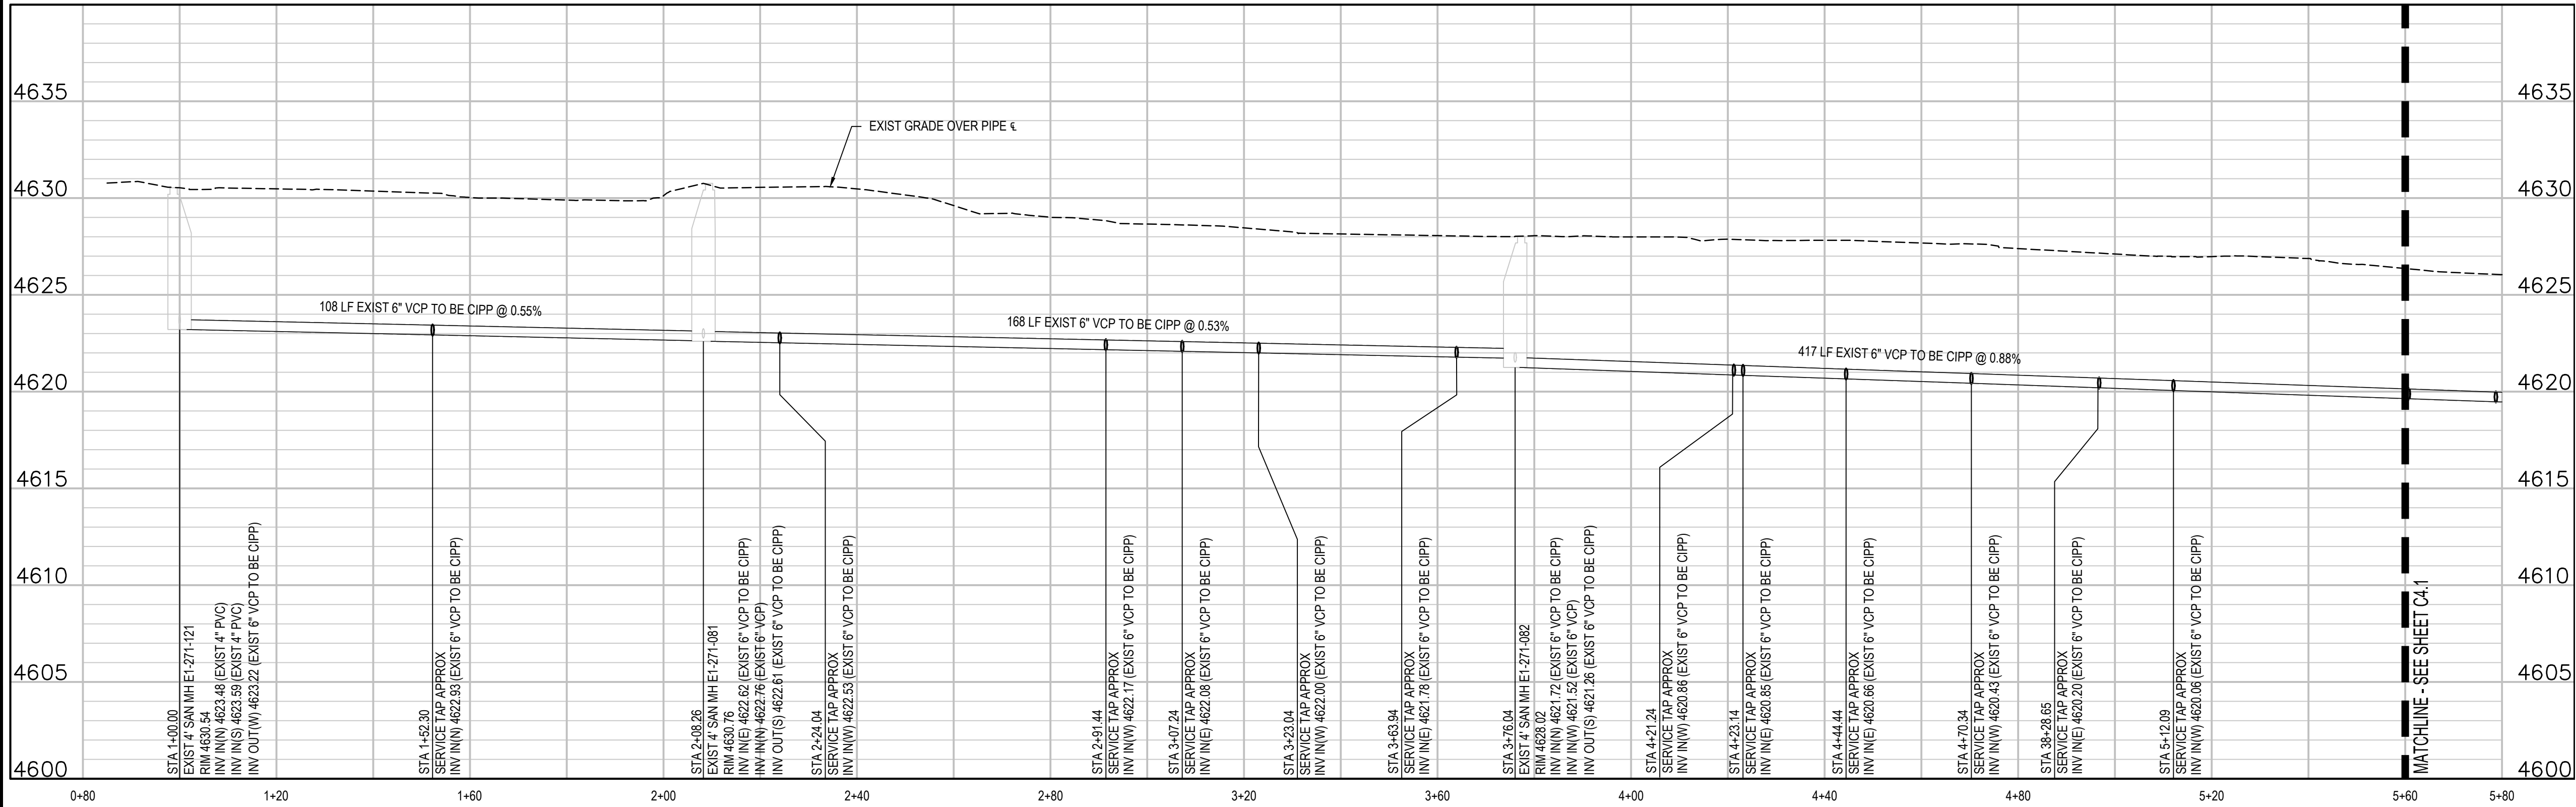 4635
4630
4625
4620
4615
4610
4605
4600
EXIST GRADE OVER PIPE ℄
108 LF EXIST 6" VCP TO BE CIPP @ 0.55%
168 LF EXIST 6" VCP TO BE CIPP @ 0.53%
417 LF EXIST 6" VCP TO BE CIPP @ 0.88%
STA 1+00.00
EXIST 4' SAN MH E1-271-121
RIM 4630.54
INV IN(N) 4623.48 (EXIST 4" PVC)
INV IN(S) 4623.59 (EXIST 4" PVC)
INV OUT(W) 4623.22 (EXIST 6" VCP TO BE CIPP)
STA 1+52.30
SERVICE TAP APPROX
INV IN(N) 4622.93 (EXIST 6" VCP TO BE CIPP)
STA 2+08.26
EXIST 4' SAN MH E1-271-081
RIM 4630.76
INV IN(E) 4622.62 (EXIST 6" VCP TO BE CIPP)
INV IN(N) 4622.76 (EXIST 6" VCP)
INV OUT(S) 4622.61 (EXIST 6" VCP TO BE CIPP)
STA 2+24.04
SERVICE TAP APPROX
INV IN(W) 4622.53 (EXIST 6" VCP TO BE CIPP)
STA 2+91.44
SERVICE TAP APPROX
INV IN(W) 4622.17 (EXIST 6" VCP TO BE CIPP)
STA 3+07.24
SERVICE TAP APPROX
INV IN(E) 4622.08 (EXIST 6" VCP TO BE CIPP)
STA 3+23.04
SERVICE TAP APPROX
INV IN(W) 4622.00 (EXIST 6" VCP TO BE CIPP)
STA 3+63.94
SERVICE TAP APPROX
INV IN(E) 4621.78 (EXIST 6" VCP TO BE CIPP)
STA 3+76.04
EXIST 4' SAN MH E1-271-082
RIM 4628.02
INV IN(N) 4621.72 (EXIST 6" VCP TO BE CIPP)
INV IN(W) 4621.52 (EXIST 6" VCP)
INV OUT(S) 4621.26 (EXIST 6" VCP TO BE CIPP)
STA 4+21.24
SERVICE TAP APPROX
INV IN(W) 4620.86 (EXIST 6" VCP TO BE CIPP)
STA 4+23.14
SERVICE TAP APPROX
INV IN(E) 4620.85 (EXIST 6" VCP TO BE CIPP)
STA 4+44.44
SERVICE TAP APPROX
INV IN(E) 4620.66 (EXIST 6" VCP TO BE CIPP)
STA 4+70.34
SERVICE TAP APPROX
INV IN(W) 4620.43 (EXIST 6" VCP TO BE CIPP)
STA 38+28.65
SERVICE TAP APPROX
INV IN(E) 4620.20 (EXIST 6" VCP TO BE CIPP)
STA 5+12.09
SERVICE TAP APPROX
INV IN(W) 4620.06 (EXIST 6" VCP TO BE CIPP)
MATCHLINE - SEE SHEET C4.1
4635
4630
4625
4620
4615
4610
4605
4600
0+80
1+20
1+60
2+00
2+40
2+80
3+20
3+60
4+00
4+40
4+80
5+20
5+60
5+80